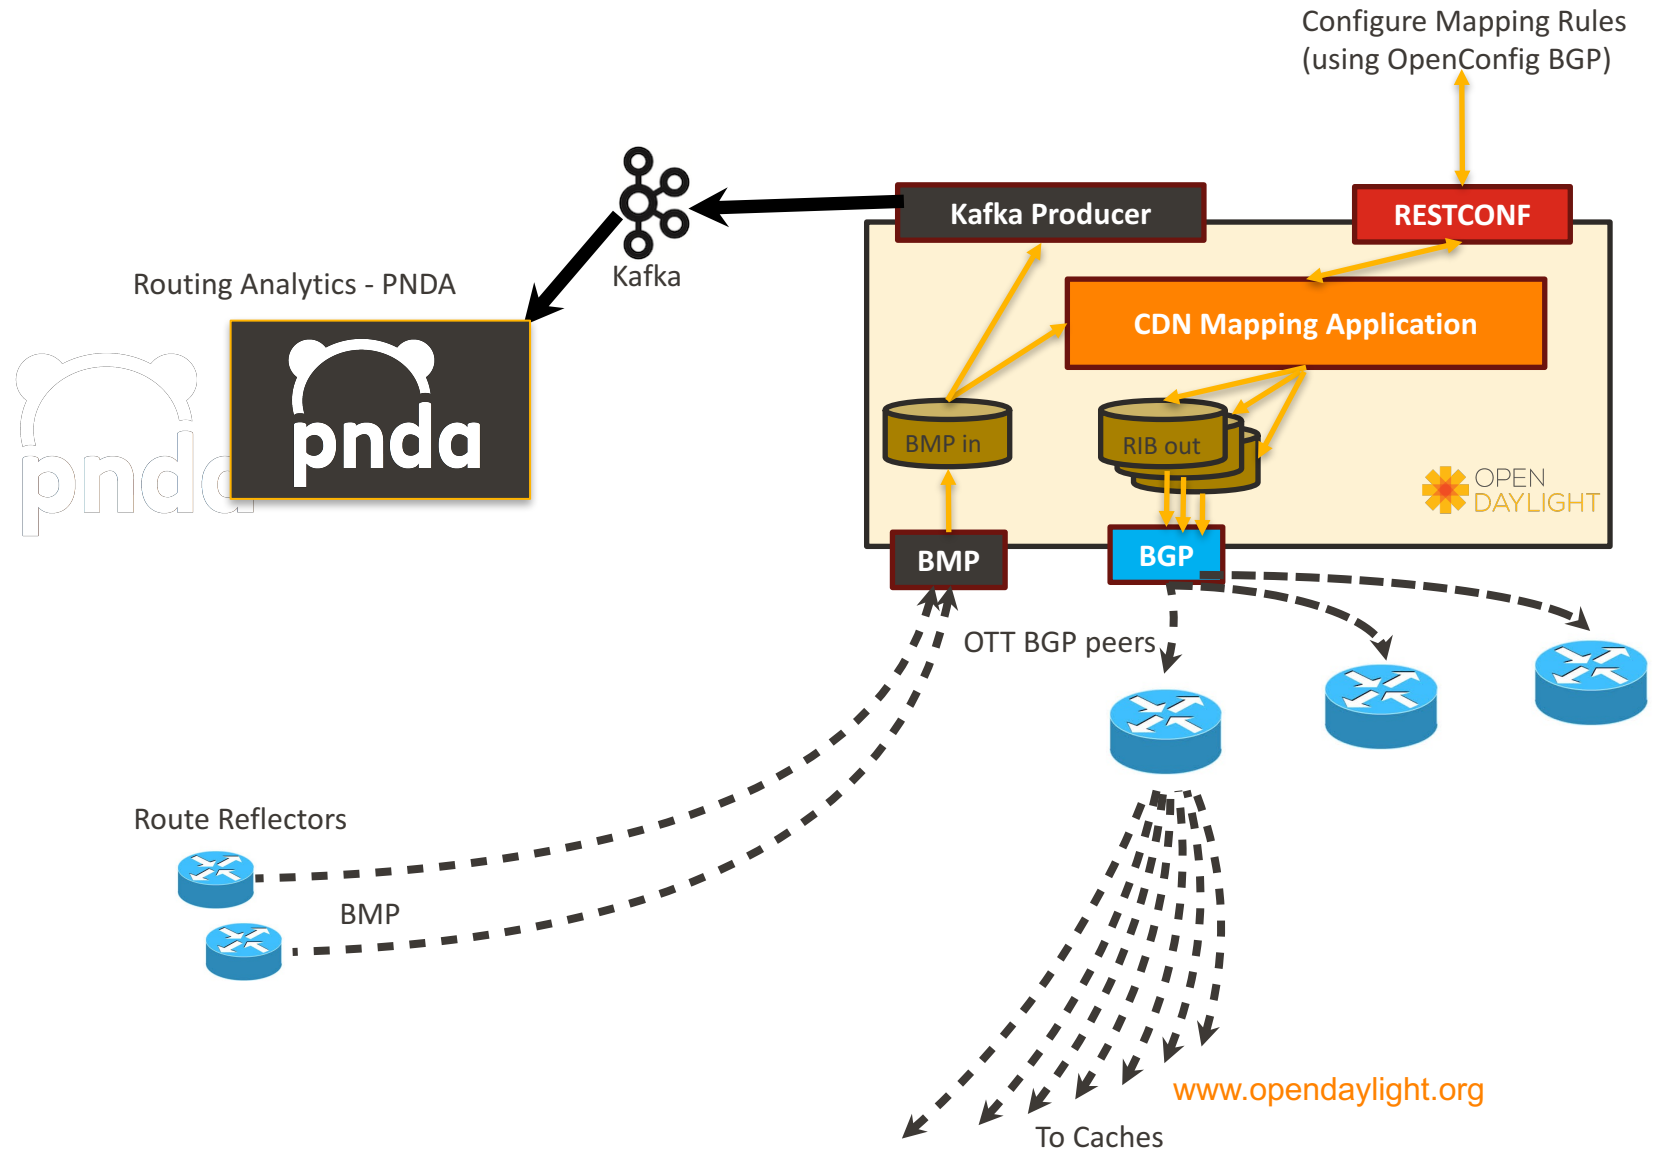 Configure Mapping Rules
(using OpenConfig BGP)
Kafka Producer
RESTCONF
Kafka
Routing Analytics - PNDA
CDN Mapping Application
pnda
pnda
BMP in
RIB out
OPEN
DAYLIGHT
BMP
BGP
OTT BGP peers
Route Reflectors
BMP
www.opendaylight.org
To Caches